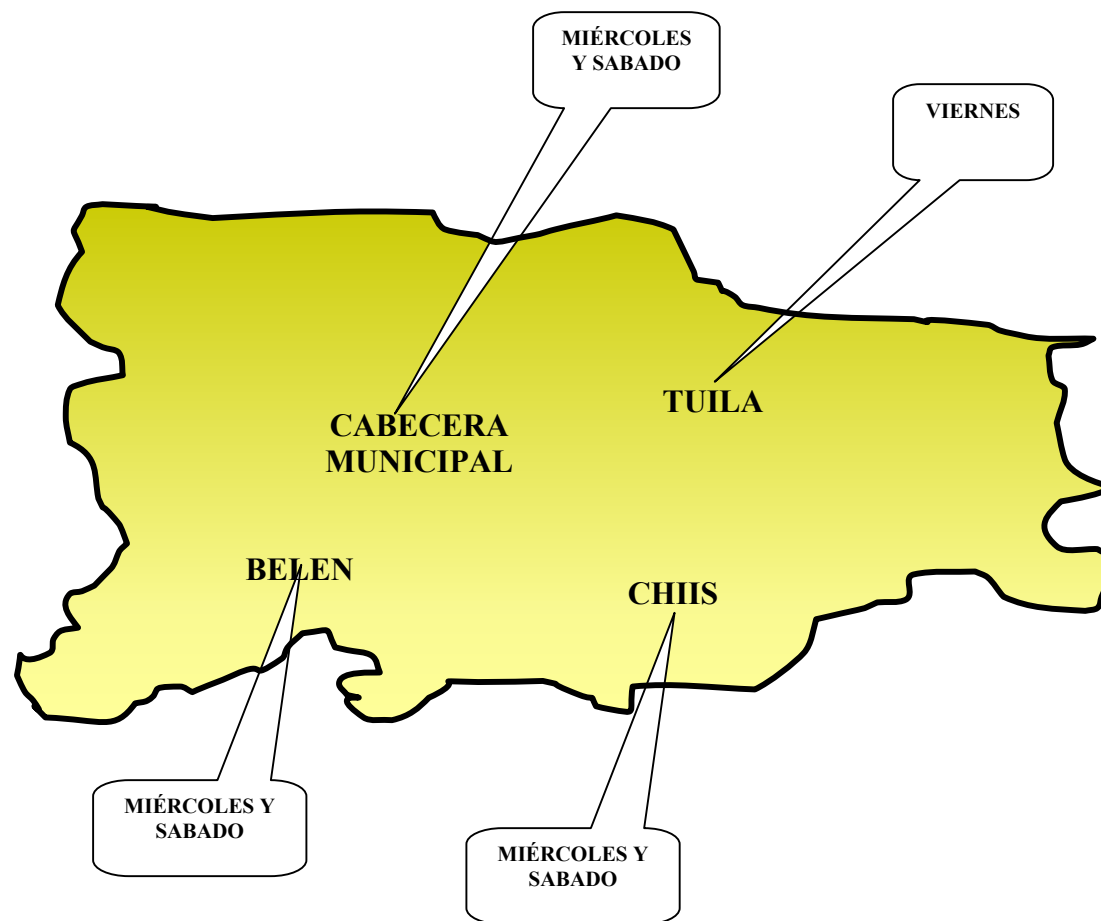 MIÉRCOLES
Y SABADO
VIERNES
TUILA
CABECERA
MUNICIPAL
BELEN
CHIIS
MIÉRCOLES Y
SABADO
MIÉRCOLES Y
SABADO